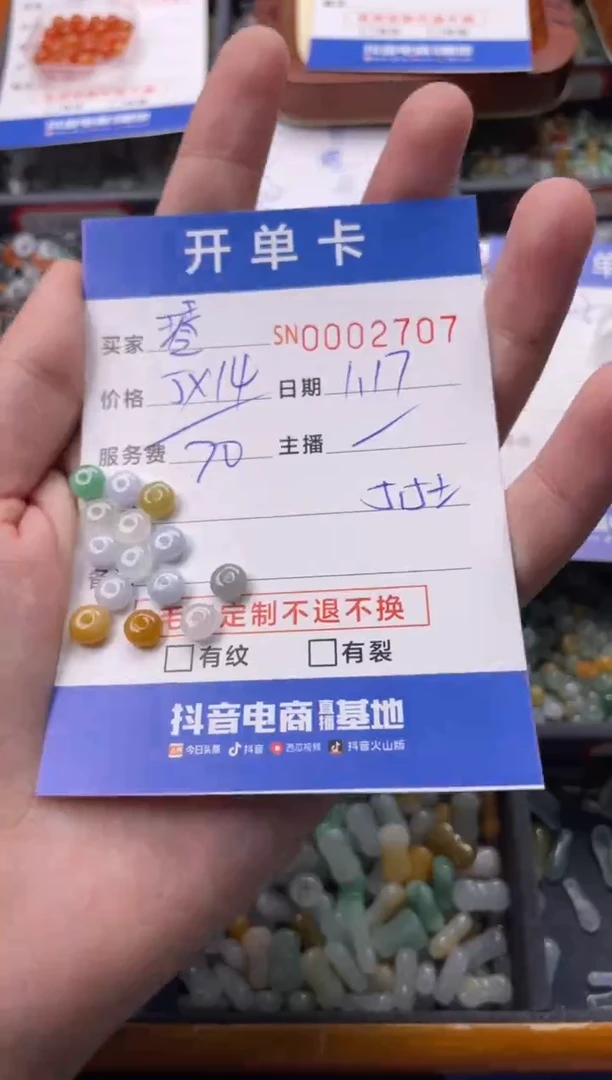 开单卡
买家 SN0002707
价格 5X14 日期 1.17
服务费 70 主播
定制不退不换
有纹 有裂
抖音电商直播基地
今日头条 抖音 西瓜视频 抖音火山版